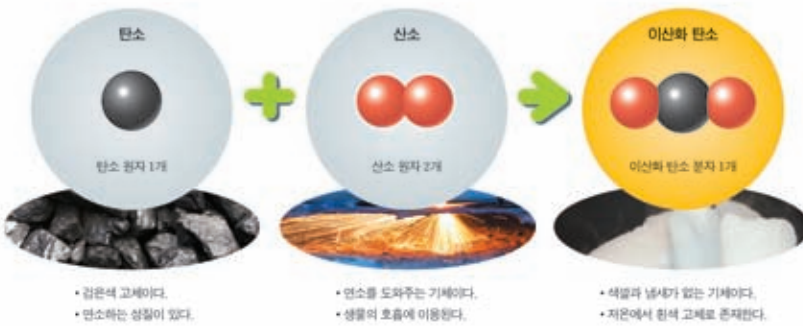 탄소
탄소 원자 1개
• 검은색 고체이다.
• 연소하는 성질이 있다.
산소
산소 원자 2개
• 연소를 도와주는 기체이다.
• 생물의 호흡에 이용된다.
이산화 탄소
이산화 탄소 분자 1개
• 색깔과 냄새가 없는 기체이다.
• 저온에서 흰색 고체로 존재한다.